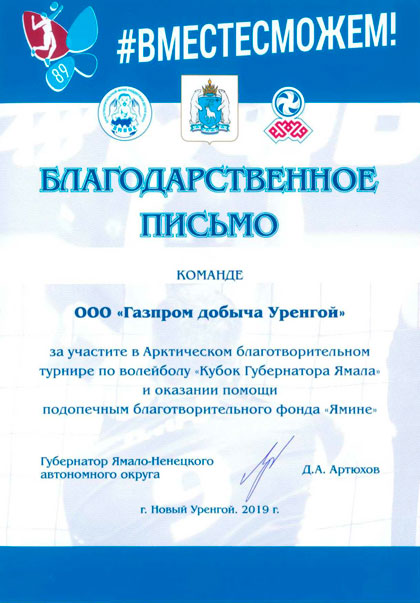 #ВМЕСТЕСМОЖЕМ!
89
БЛАГОДАРСТВЕННОЕ
ПИСЬМО
КОМАНДЕ
ООО «Газпром добыча Уренгой»
за участите в Арктическом благотворительном
турнире по волейболу «Кубок Губернатора Ямала»
и оказании помощи
подопечным благотворительного фонда «Ямине»
Губернатор Ямало-Ненецкого
автономного округа
Д.А. Артюхов
г. Новый Уренгой. 2019 г.